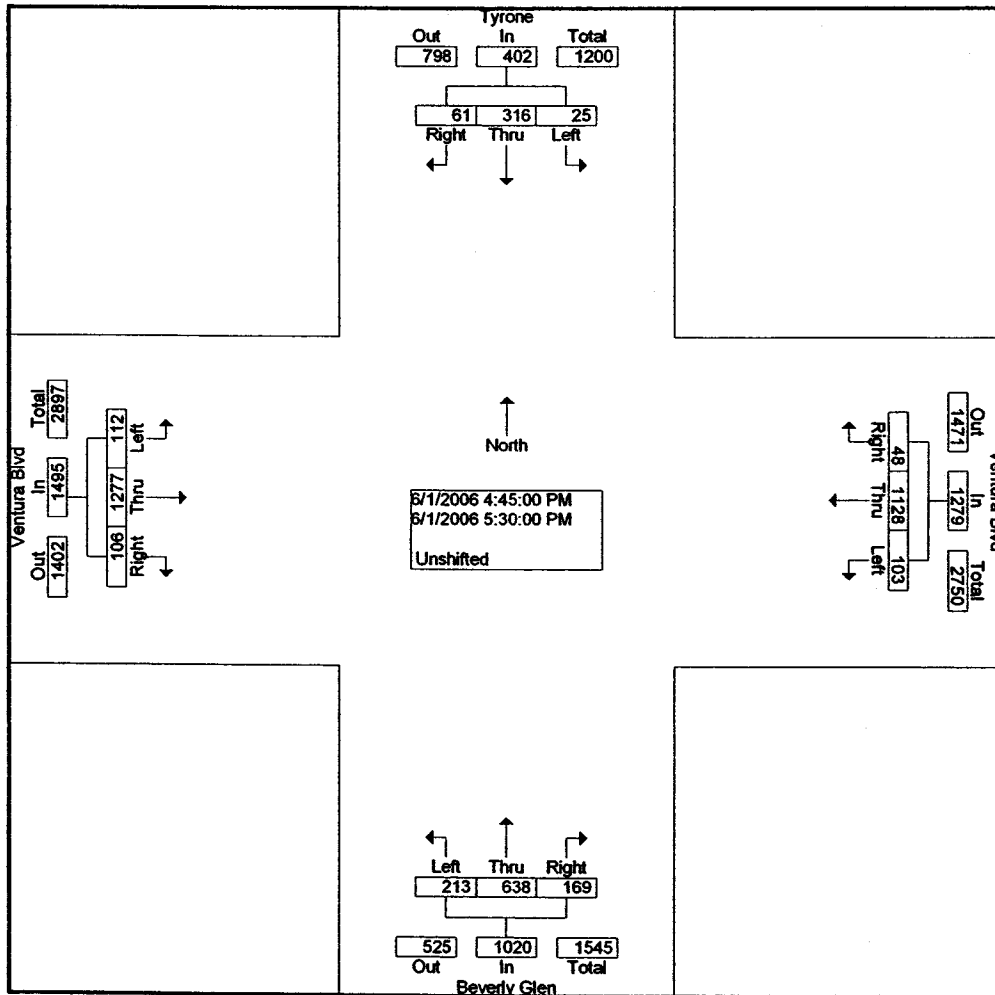 Tyrone
Out In Total
798 402 1200
61 316 25
Right Thru Left
Total In Out
2897 1495 1402
Ventura Blvd
112 1277 106
Left Thru Right
North
6/1/2006 4:45:00 PM
6/1/2006 5:30:00 PM
Unshifted
Right Thru Left
48 1128 103
Out In Total
1471 1279 2750
Ventura Blvd
Left Thru Right
213 638 169
525 1020 1545
Out In Total
Beverly Glen